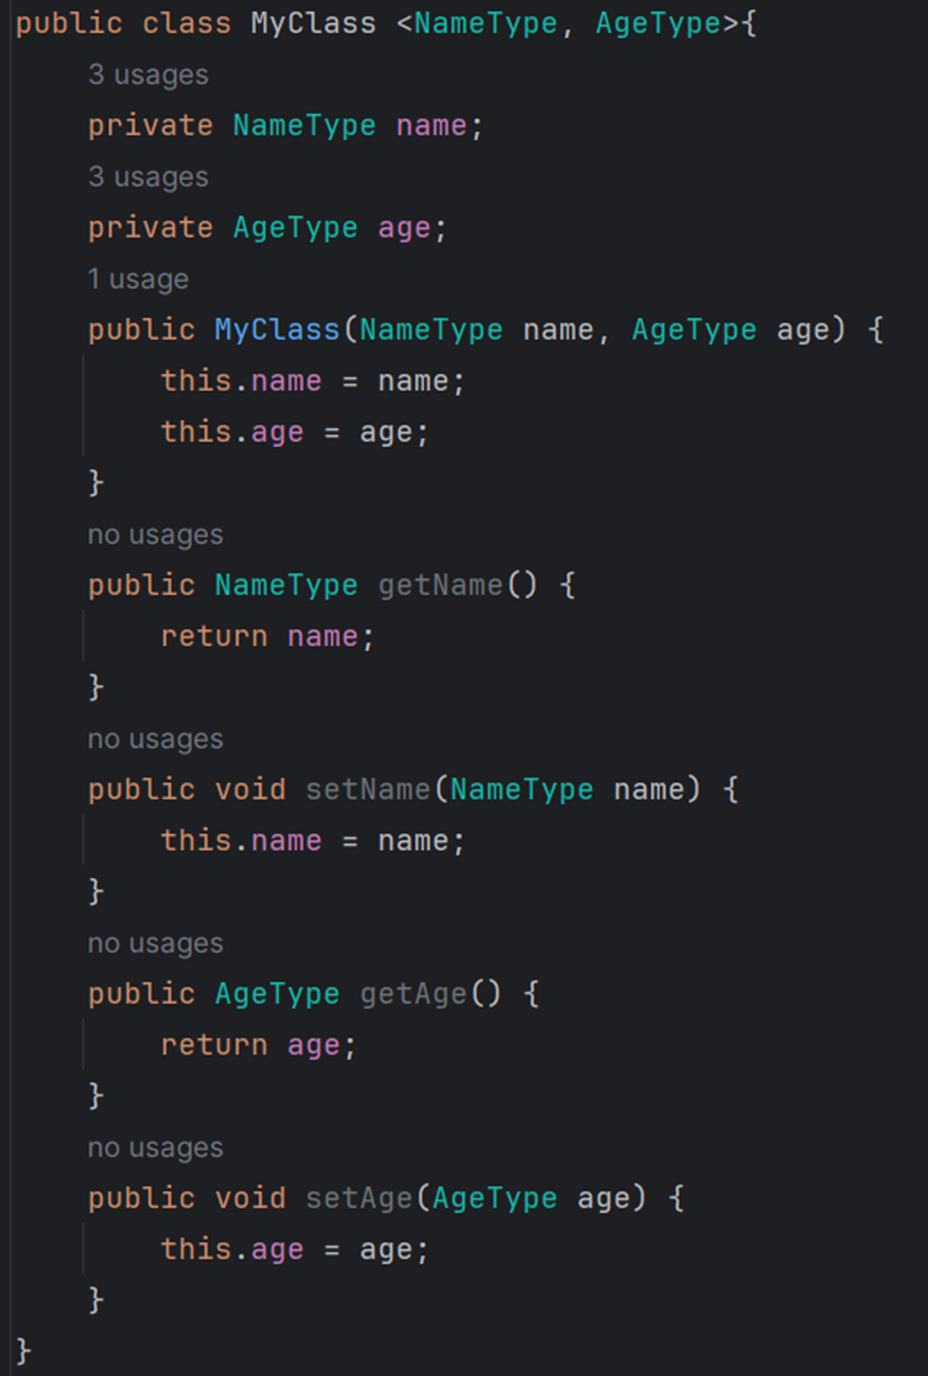 public class MyClass <NameType, AgeType>{
3 usages
private NameType name;
3 usages
private AgeType age;
1 usage
public MyClass(NameType name, AgeType age) {
this.name = name;
this.age = age;
}
no usages
public NameType getName() {
return name;
}
no usages
public void setName(NameType name) {
this.name = name;
}
no usages
public AgeType getAge() {
return age;
}
no usages
public void setAge(AgeType age) {
this.age = age;
}
}